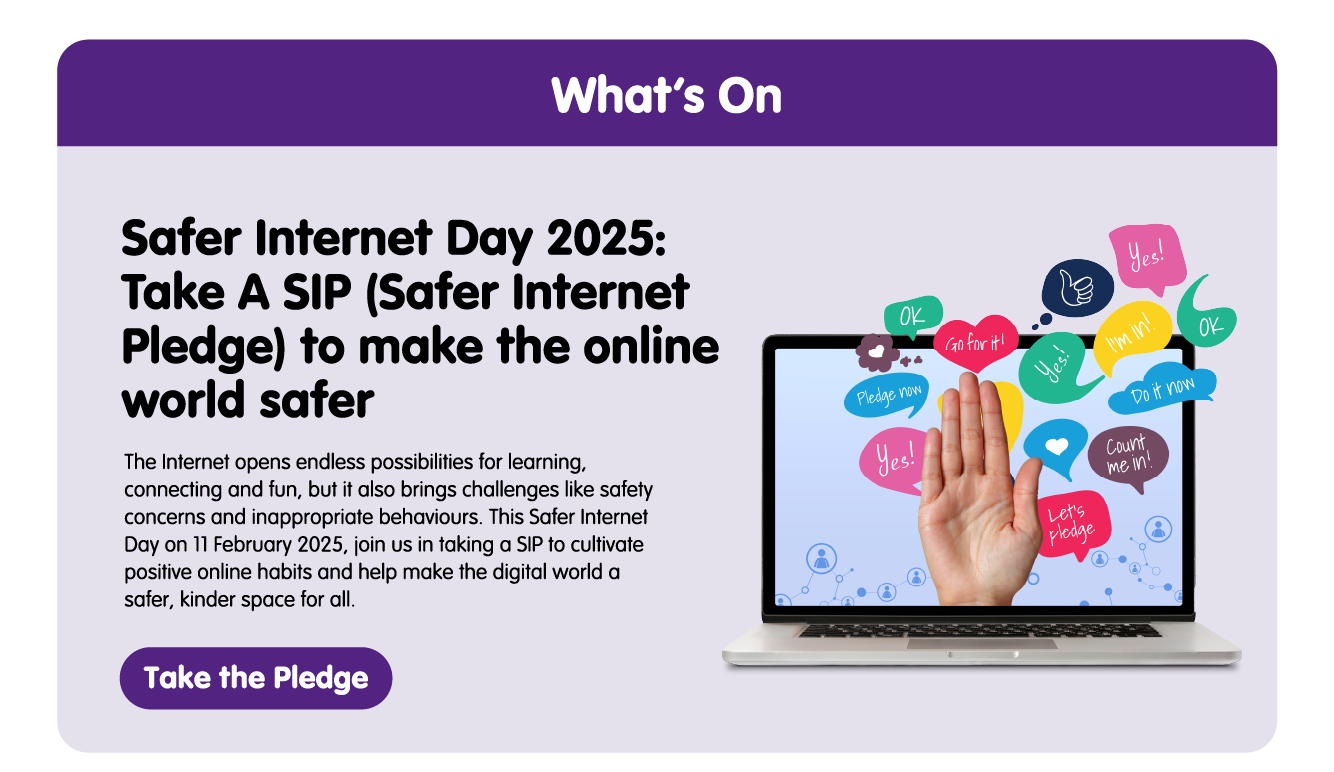 What's On
Safer Internet Day 2025:
Take A SIP (Safer Internet
Pledge) to make the online
world safer
The Internet opens endless possibilities for learning,
connecting and fun, but it also brings challenges like safety
concerns and inappropriate behaviours. This Safer Internet
Day on 11 February 2025, join us in taking a SIP to cultivate
positive online habits and help make the digital world a
safer, kinder space for all.
Take the Pledge
Yes!
OK
Go for it!
Yes!
I'm in!
OK
Pledge now
Do it now
Yes!
Count
me in!
Let's
pledge